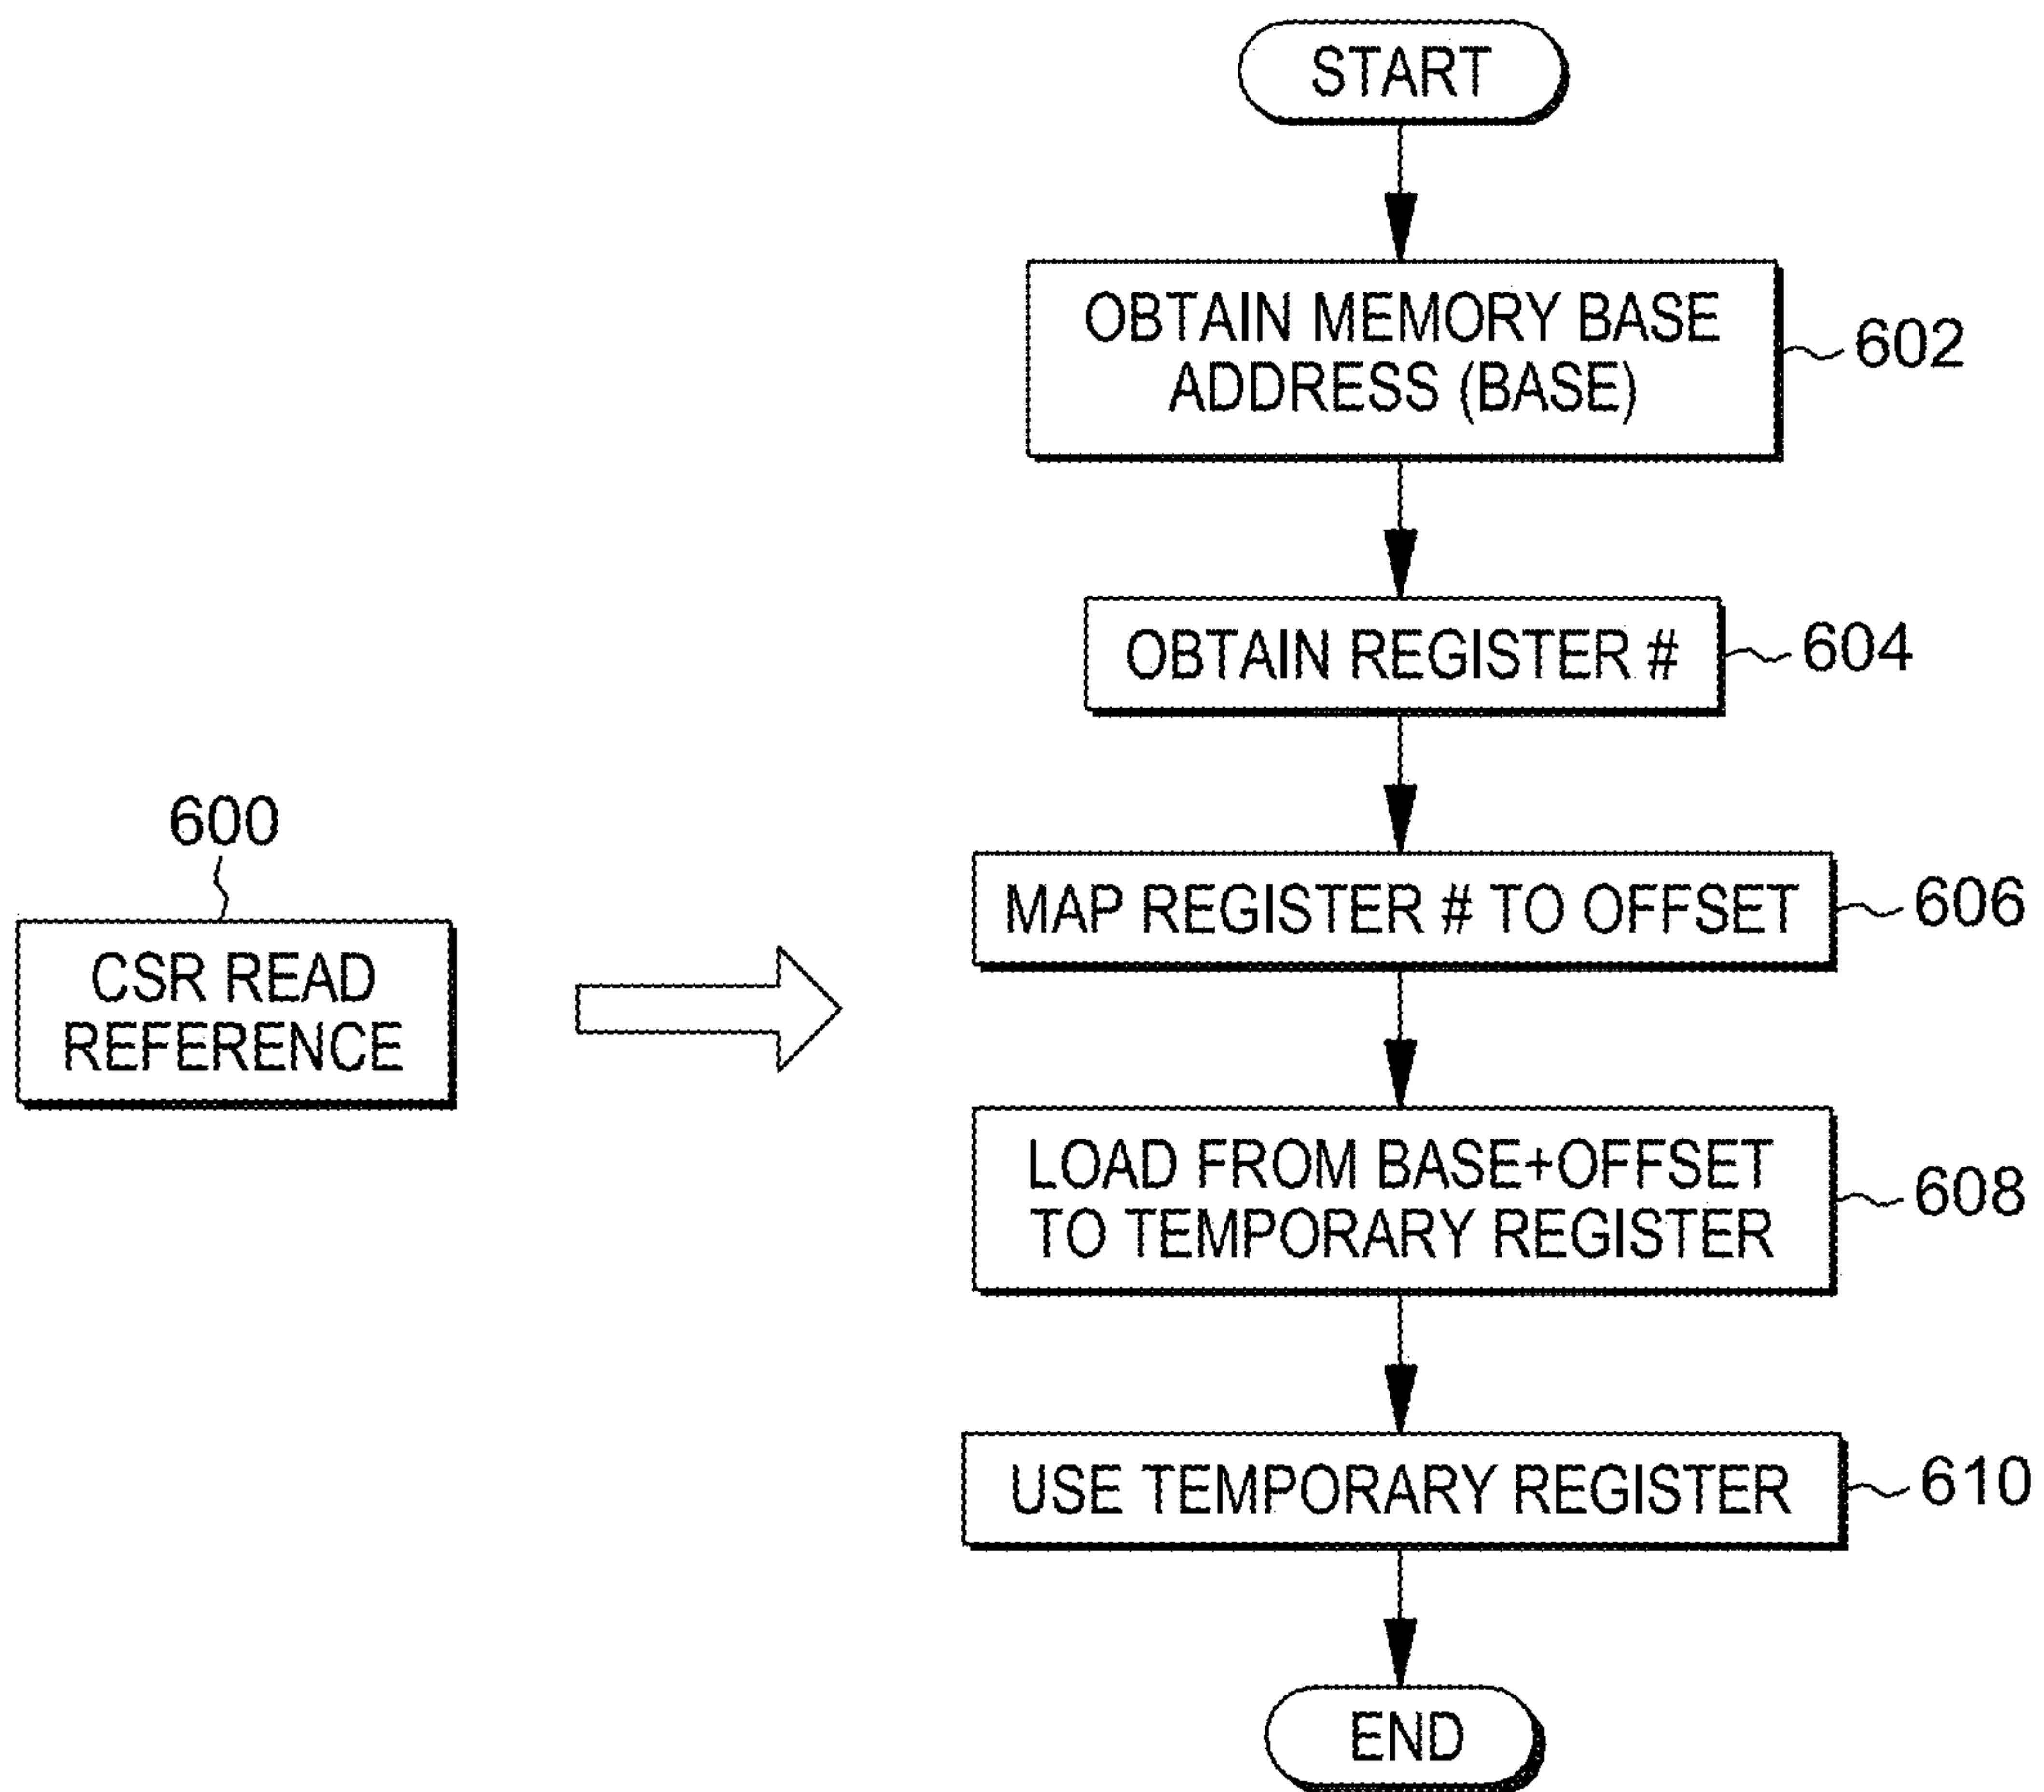 START
OBTAIN MEMORY BASE
ADDRESS (BASE)
602
OBTAIN REGISTER #
604
600
CSR READ
REFERENCE
MAP REGISTER # TO OFFSET
606
LOAD FROM BASE+OFFSET
TO TEMPORARY REGISTER
608
USE TEMPORARY REGISTER
610
END